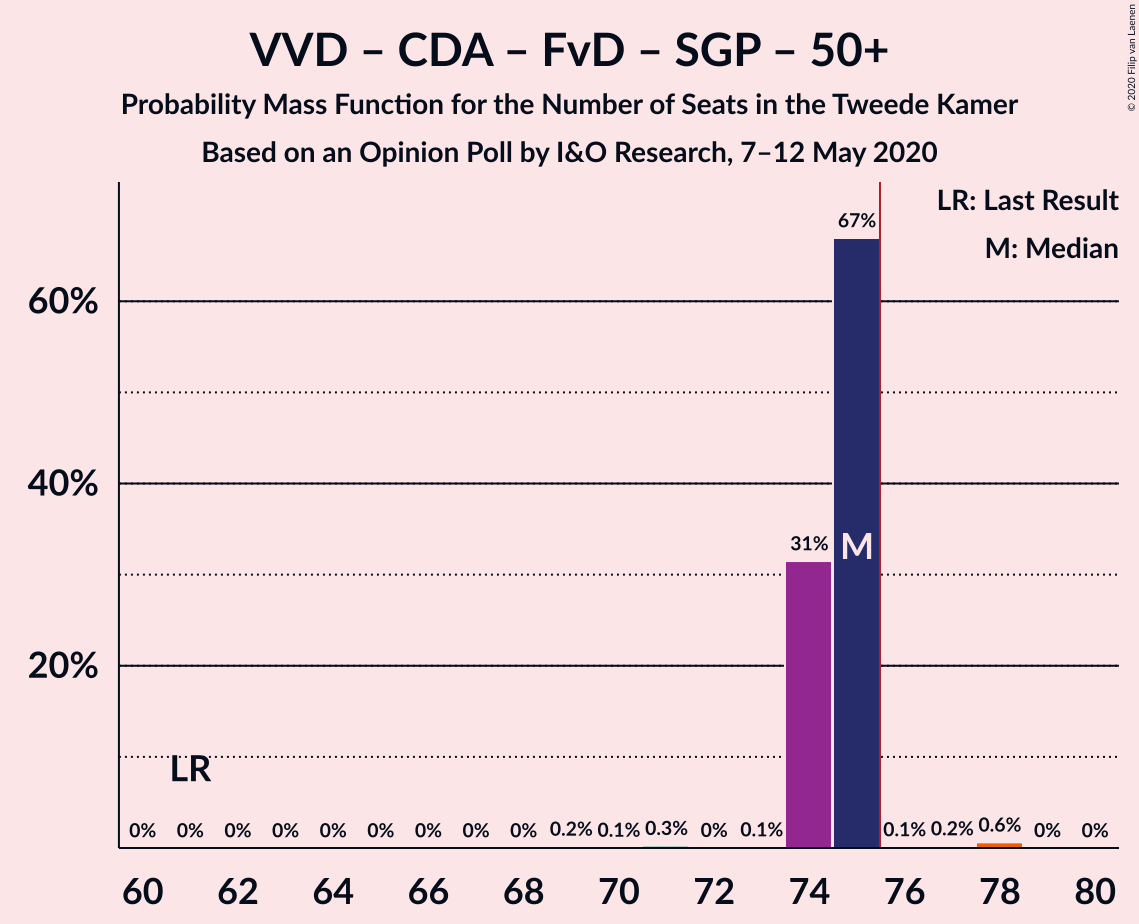 VVD – CDA – FvD – SGP – 50+
Probability Mass Function for the Number of Seats in the Tweede Kamer
Based on an Opinion Poll by I&O Research, 7–12 May 2020
© 2020 Filip van Laenen
LR: Last Result
M: Median
67%
60%
31%
M
40%
20%
LR
0% 0% 0% 0% 0% 0% 0% 0% 0% 0.2% 0.1% 0.3% 0% 0.1% 0.1% 0.2% 0.6% 0% 0%
60 62 64 66 68 70 72 74 76 78 80